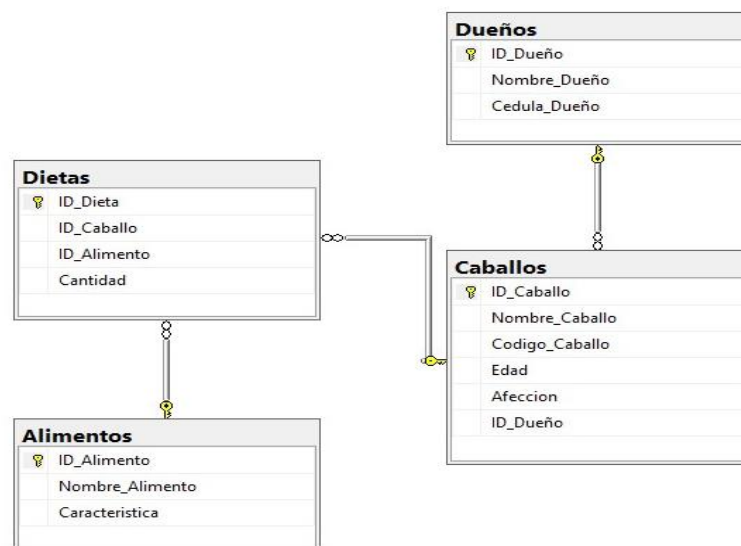 Dueños
ID_Dueño
Nombre_Dueño
Cedula_Dueño
Dietas
ID_Dieta
ID_Caballo
ID_Alimento
Cantidad
Caballos
ID_Caballo
Nombre_Caballo
Codigo_Caballo
Edad
Afeccion
ID_Dueño
Alimentos
ID_Alimento
Nombre_Alimento
Caracteristica